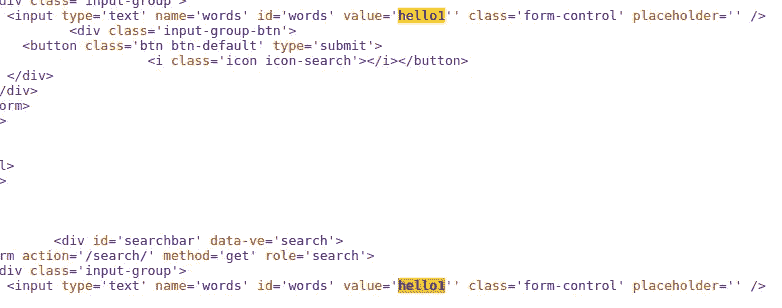 div class='input-group'>
<input type='text' name='words' id='words' value='hello1'' class='form-control' placeholder='' />
<div class='input-group-btn'>
<button class='btn btn-default' type='submit'>
<i class='icon icon-search'></i></button>
</div>
/div>
orm>
>
l>
>
<div id='searchbar' data-ve='search'>
rm action='/search/' method='get' role='search'>
div class='input-group'>
<input type='text' name='words' id='words' value='hello1'' class='form-control' placeholder='' />